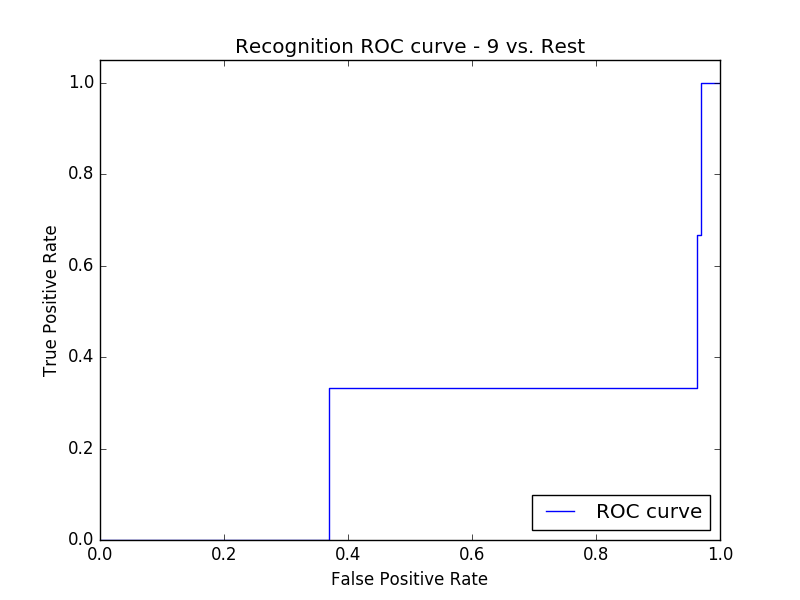 Recognition ROC curve - 9 vs. Rest
1.0
0.8
0.6
0.4
0.2
0.0
True Positive Rate
ROC curve
0.0 0.2 0.4 0.6 0.8 1.0
False Positive Rate